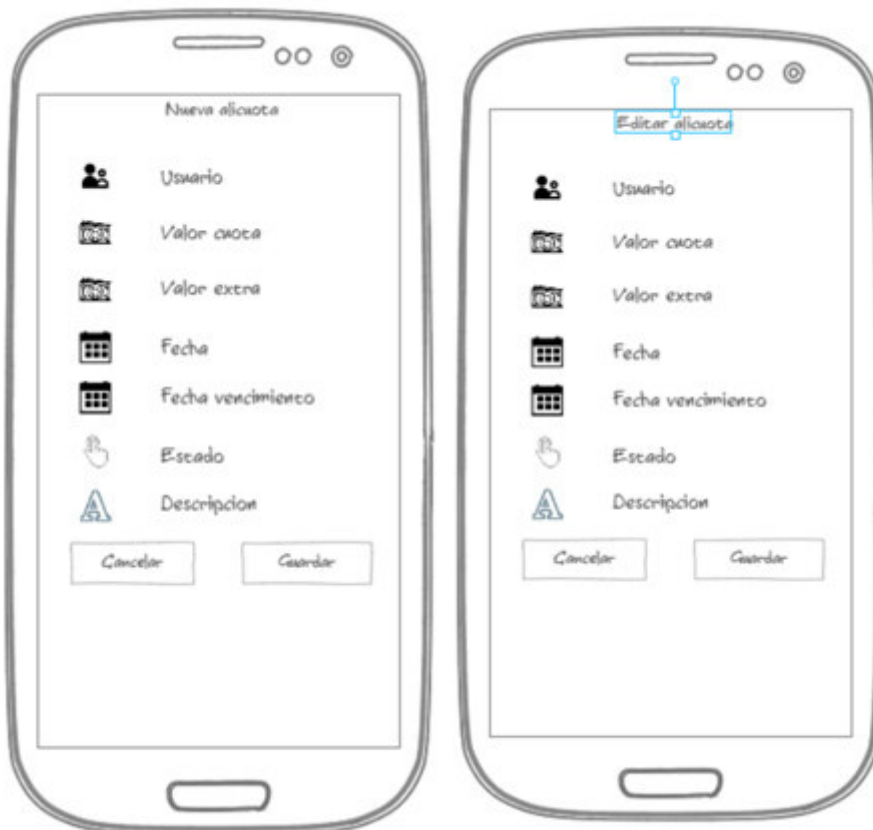 Nueva alicuota
Usuario
Valor cuota
Valor extra
Fecha
Fecha vencimiento
Estado
Descripcion
Cancelar
Guardar
Editar alicuota
Usuario
Valor cuota
Valor extra
Fecha
Fecha vencimiento
Estado
Descripcion
Cancelar
Guardar